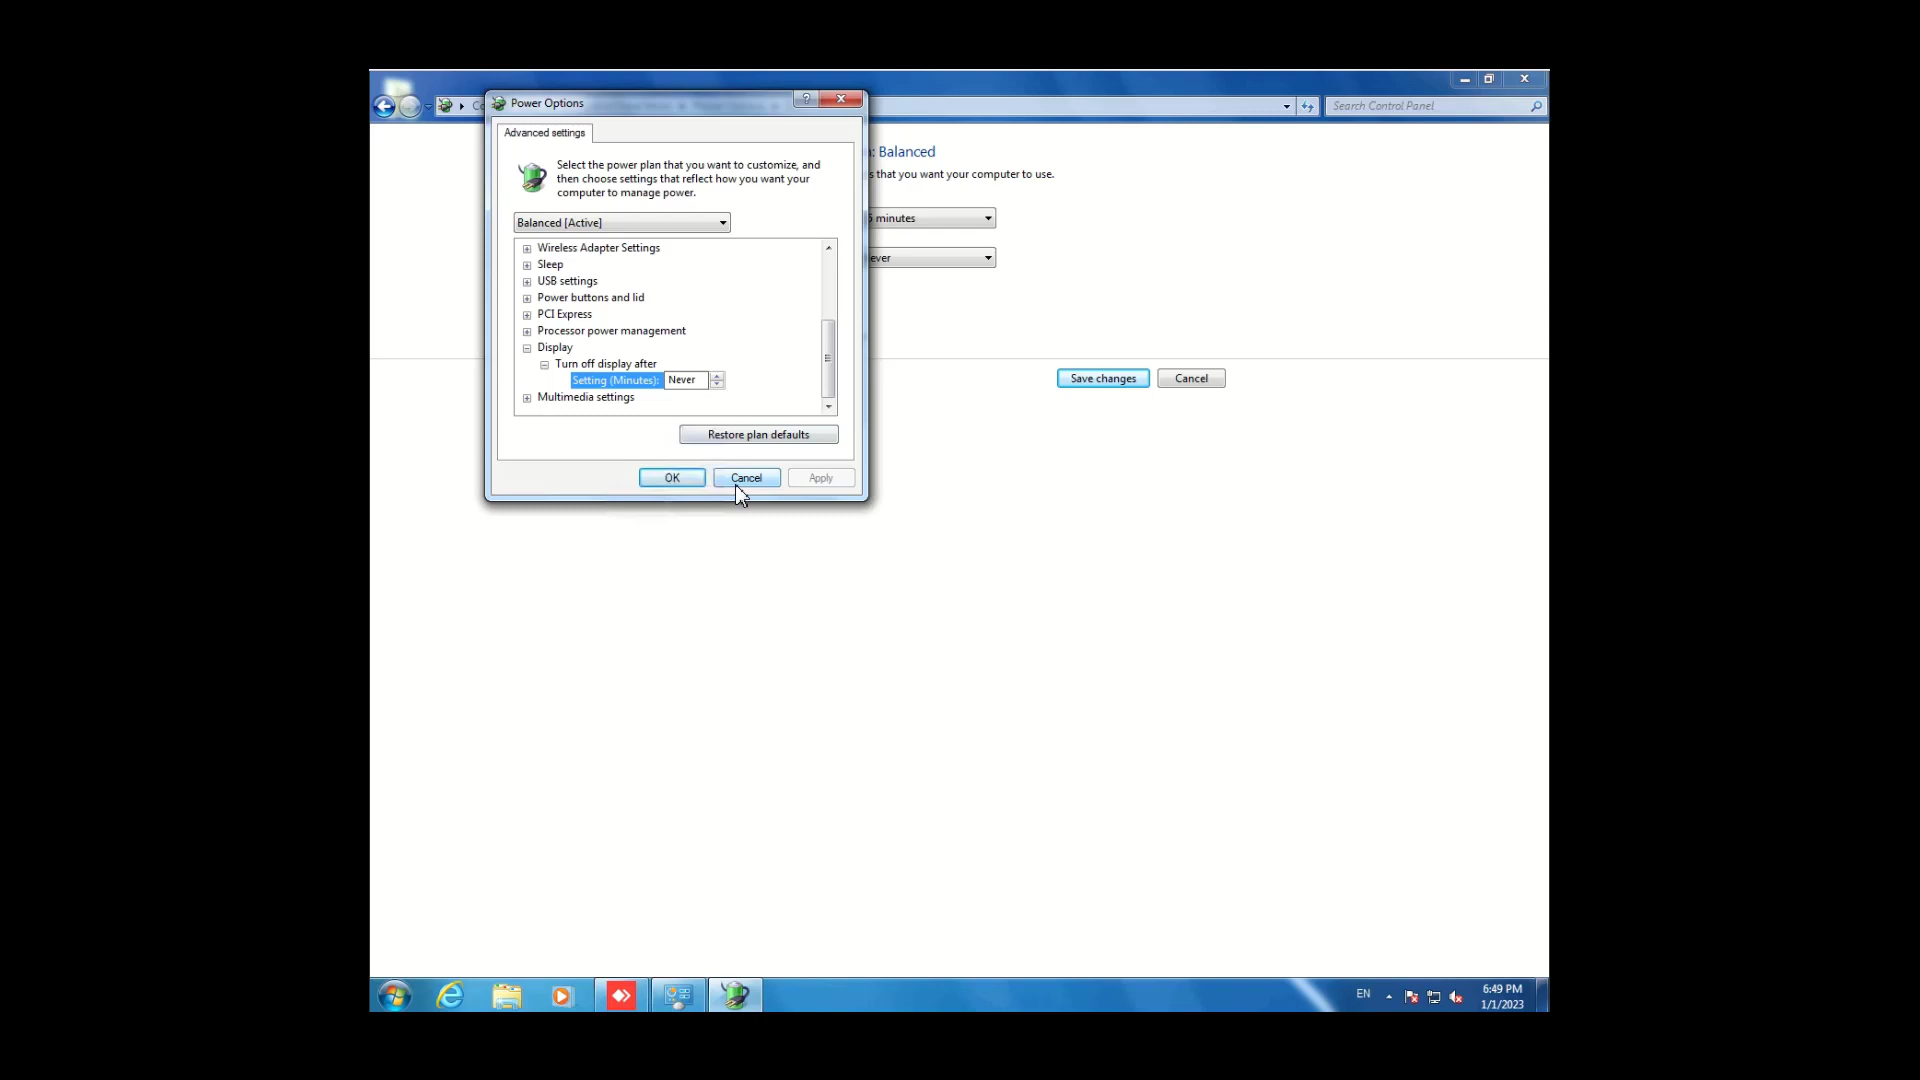 Power Options
?
Search Control Panel
Advanced settings
Select the power plan that you want to customize, and
then choose settings that reflect how you want your
computer to manage power.
Balanced [Active]
Wireless Adapter Settings
Sleep
USB settings
Power buttons and lid
PCI Express
Processor power management
Display
Turn off display after
Setting (Minutes): Never
Multimedia settings
Restore plan defaults
OK
Cancel
Apply
: Balanced
that you want your computer to use.
minutes
Save changes
Cancel
EN
6:49 PM
1/1/2023